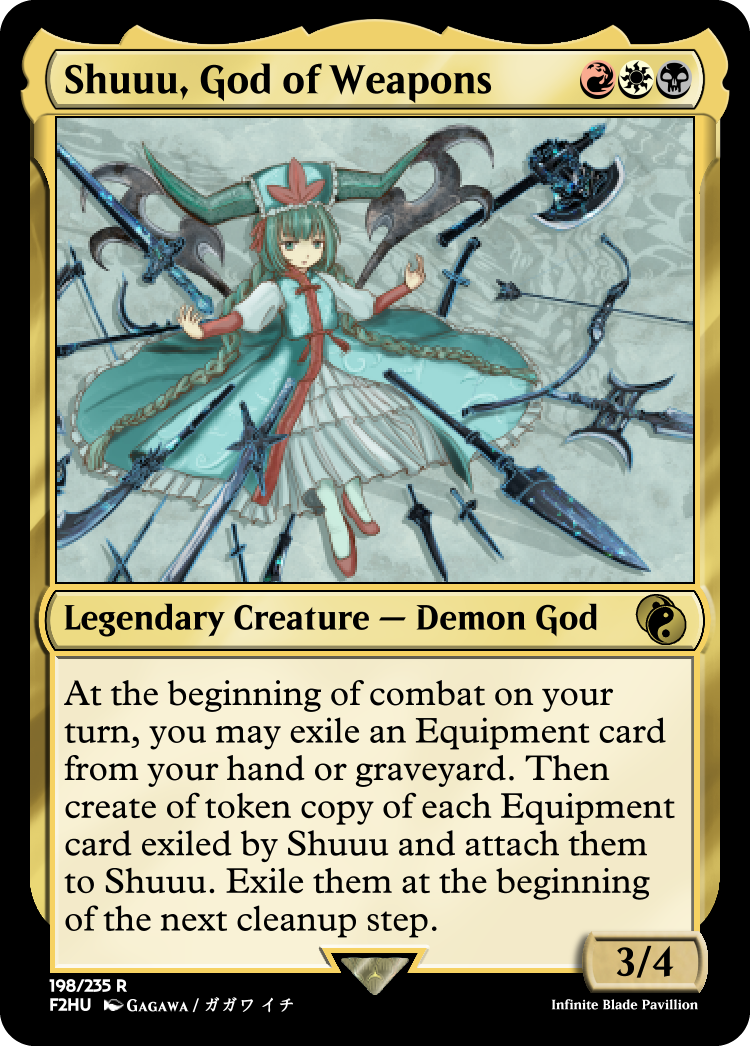 Shuuu, God of Weapons
Legendary Creature — Demon God
At the beginning of combat on your
turn, you may exile an Equipment card
from your hand or graveyard. Then
create of token copy of each Equipment
card exiled by Shuuu and attach them
to Shuuu. Exile them at the beginning
of the next cleanup step.
3/4
198/235 R
F2HU Gagawa / ガガワ イチ
Infinite Blade Pavillion